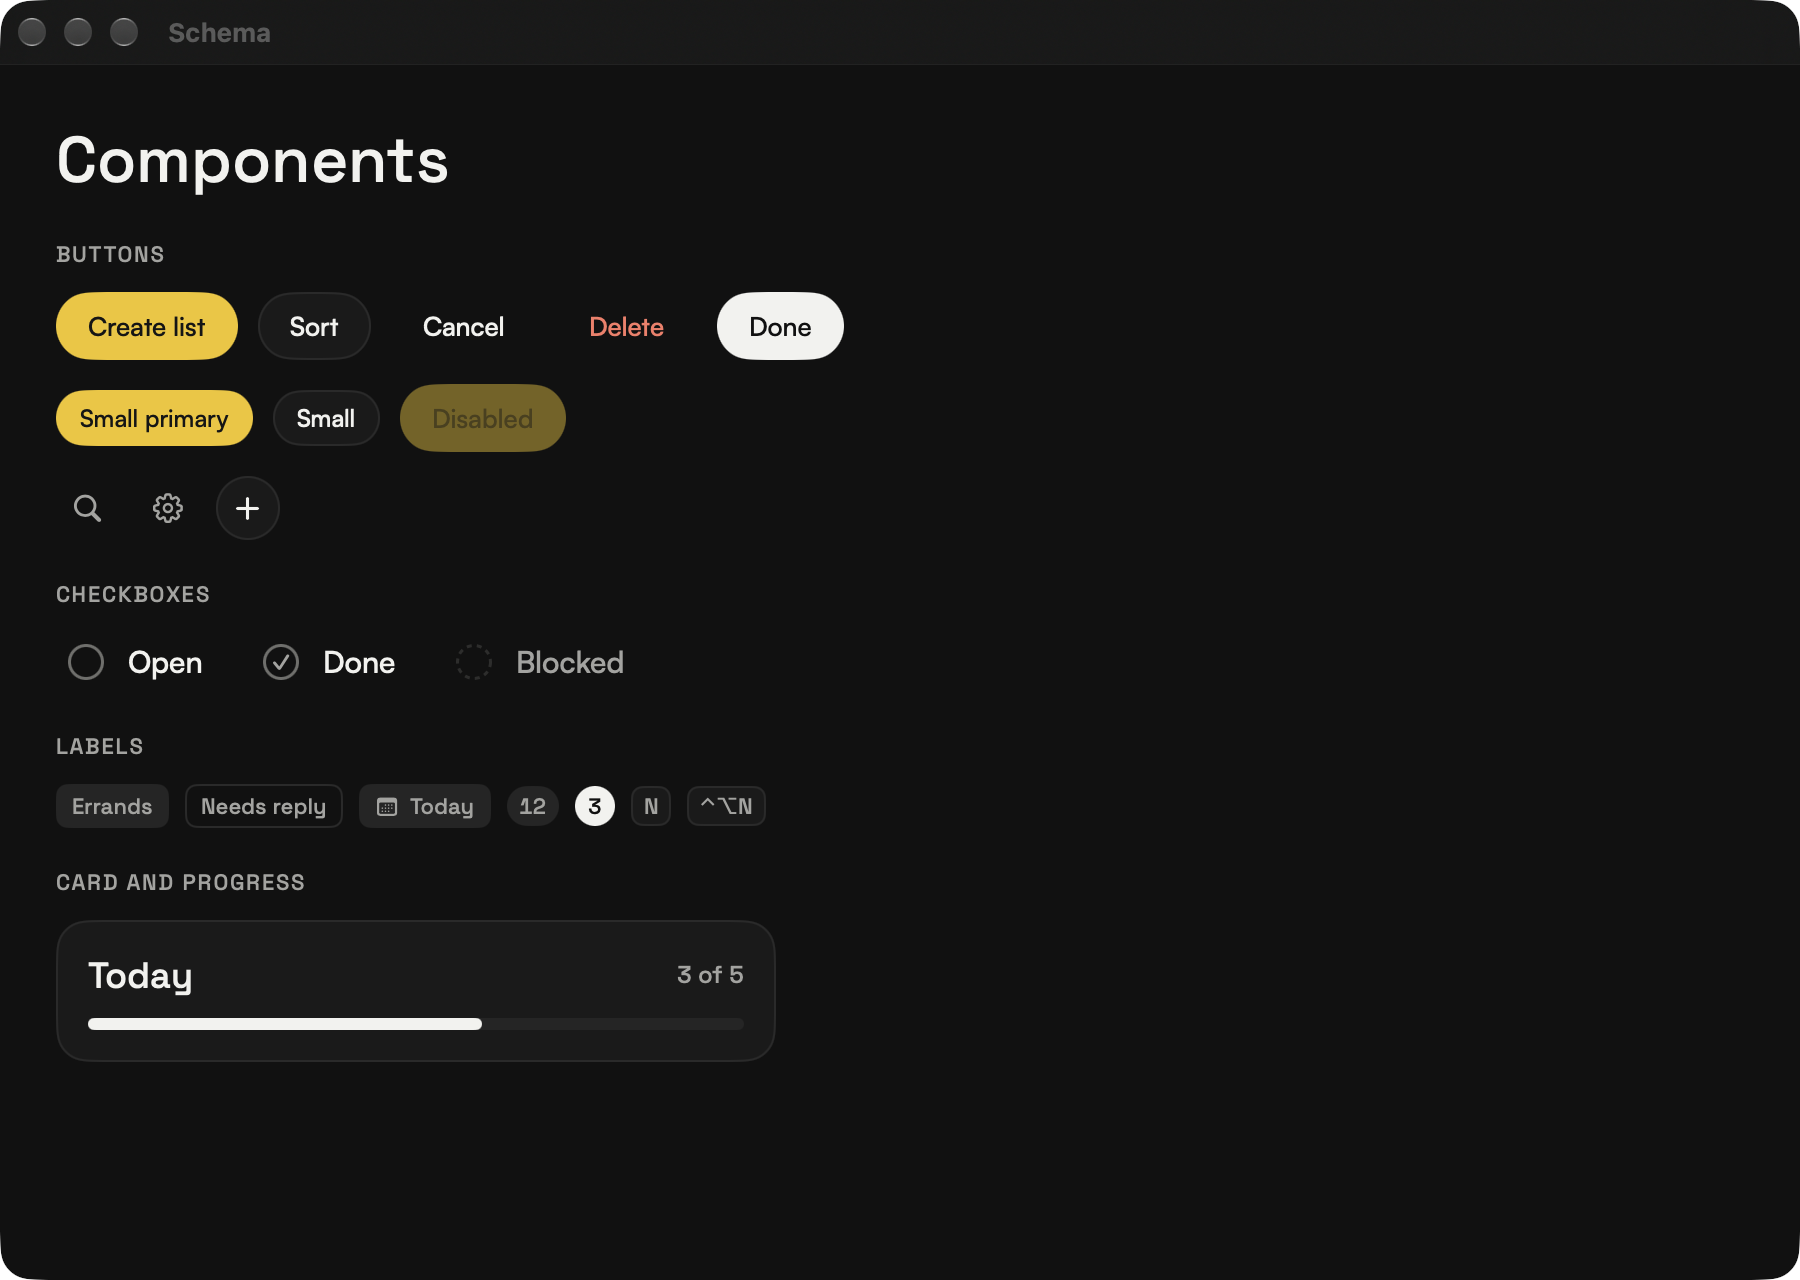 Schema
Components
BUTTONS
Create list Sort Cancel Delete Done
Small primary Small Disabled
CHECKBOXES
Open Done Blocked
LABELS
Errands Needs reply Today 12 3 N ^⌥N
CARD AND PROGRESS
Today 3 of 5